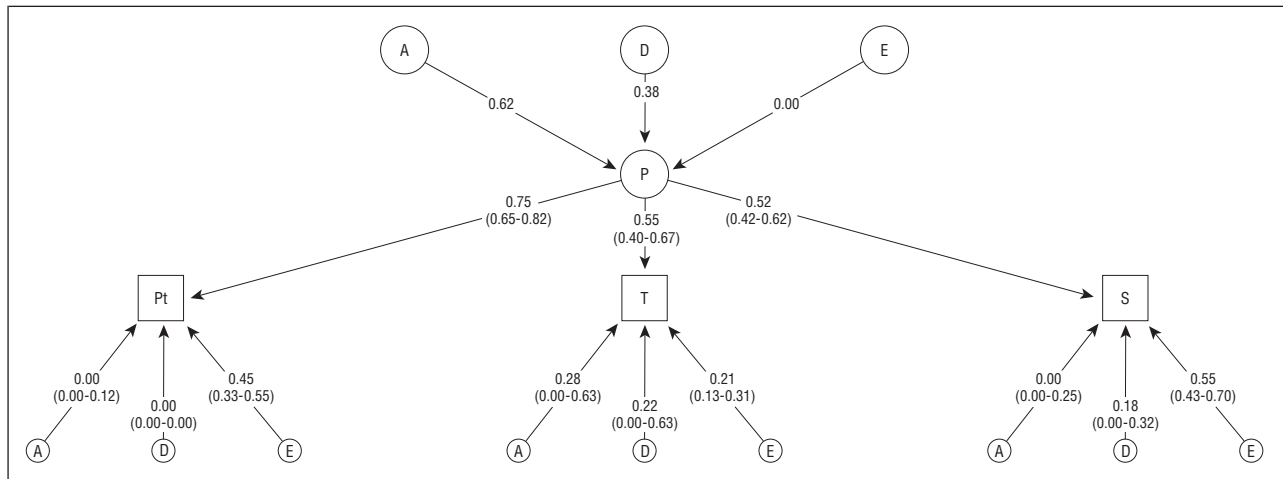 A D E
0.62 0.38 0.00
P
0.75 0.55 0.52
(0.65-0.82) (0.40-0.67) (0.42-0.62)
Pt T S
0.00 0.00 0.45 0.28 0.22 0.21 0.00 0.18 0.55
(0.00-0.12) (0.00-0.00) (0.33-0.55) (0.00-0.63) (0.00-0.63) (0.13-0.31) (0.00-0.25) (0.00-0.32) (0.43-0.70)
A D E A D E A D E